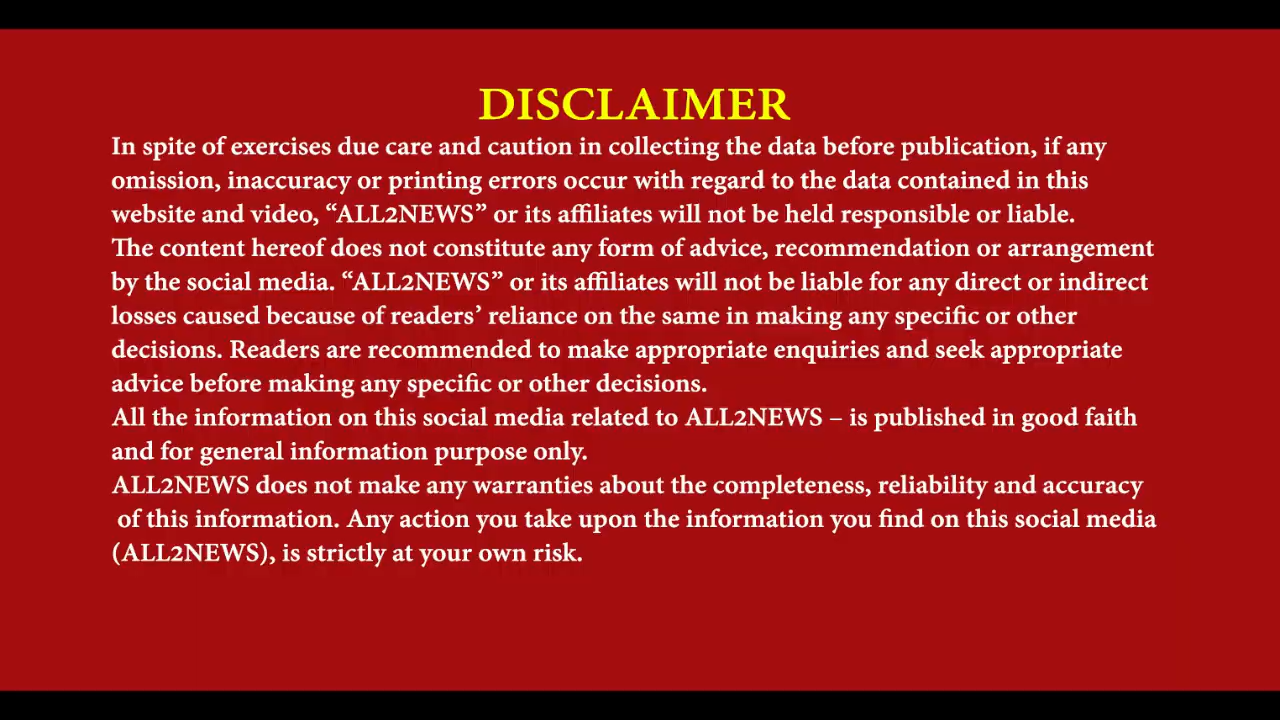 DISCLAIMER
In spite of exercises due care and caution in collecting the data before publication, if any
omission, inaccuracy or printing errors occur with regard to the data contained in this
website and video, “ALL2NEWS” or its affiliates will not be held responsible or liable.
The content hereof does not constitute any form of advice, recommendation or arrangement
by the social media. “ALL2NEWS” or its affiliates will not be liable for any direct or indirect
losses caused because of readers’ reliance on the same in making any specific or other
decisions. Readers are recommended to make appropriate enquiries and seek appropriate
advice before making any specific or other decisions.
All the information on this social media related to ALL2NEWS – is published in good faith
and for general information purpose only.
ALL2NEWS does not make any warranties about the completeness, reliability and accuracy
of this information. Any action you take upon the information you find on this social media
(ALL2NEWS), is strictly at your own risk.